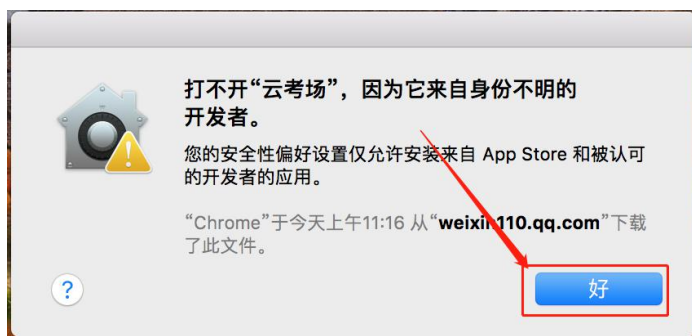 打不开“云考场”，因为它来自身份不明的
开发者。
您的安全性偏好设置仅允许安装来自 App Store 和被认可
的开发者的应用。
“Chrome”于今天上午11:16 从“weixin110.qq.com”下载
了此文件。
?
好